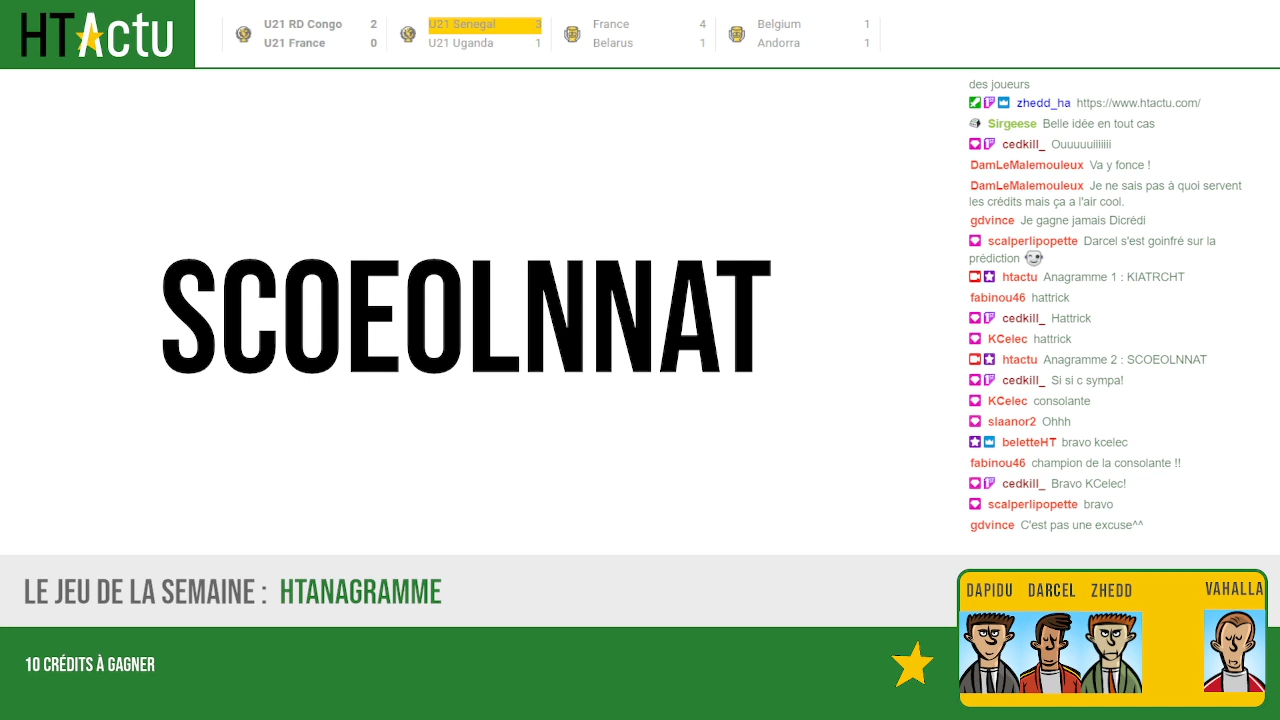 HTActu
U21 RD Congo 2
U21 France 0
U21 Senegal 3
U21 Uganda 1
France 4
Belarus 1
Belgium 1
Andorra 1
SCOEOLNNAT
des joueurs
zhedd_ha https://www.htactu.com/
Sirgeese Belle idée en tout cas
cedkill_ Ouuuuuiiiiiii
DamLeMalemouleux Va y fonce !
DamLeMalemouleux Je ne sais pas à quoi servent
les crédits mais ça a l'air cool.
gdvince Je gagne jamais Dicrédi
scalperlipopette Darcel s'est goinfré sur la
prédiction
htactu Anagramme 1 : KIATRCHT
fabinou46 hattrick
cedkill_ Hattrick
KCelec hattrick
htactu Anagramme 2 : SCOEOLNNAT
cedkill_ Si si c sympa!
KCelec consolante
slaanor2 Ohhh
beletteHT bravo kcelec
fabinou46 champion de la consolante !!
cedkill_ Bravo KCelec!
scalperlipopette bravo
gdvince C'est pas une excuse^^
LE JEU DE LA SEMAINE : HTANAGRAMME
10 CRÉDITS À GAGNER
DAPIDU DARCEL ZHEDD VAHALLA